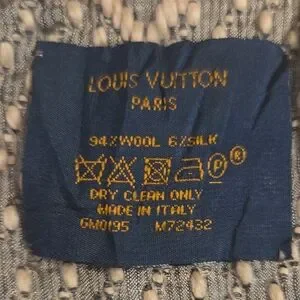 LOUIS VUITTON
PARIS
94%WOOL 6%SILK
P®
DRY CLEAN ONLY
MADE IN ITALY
GM0195 M72432